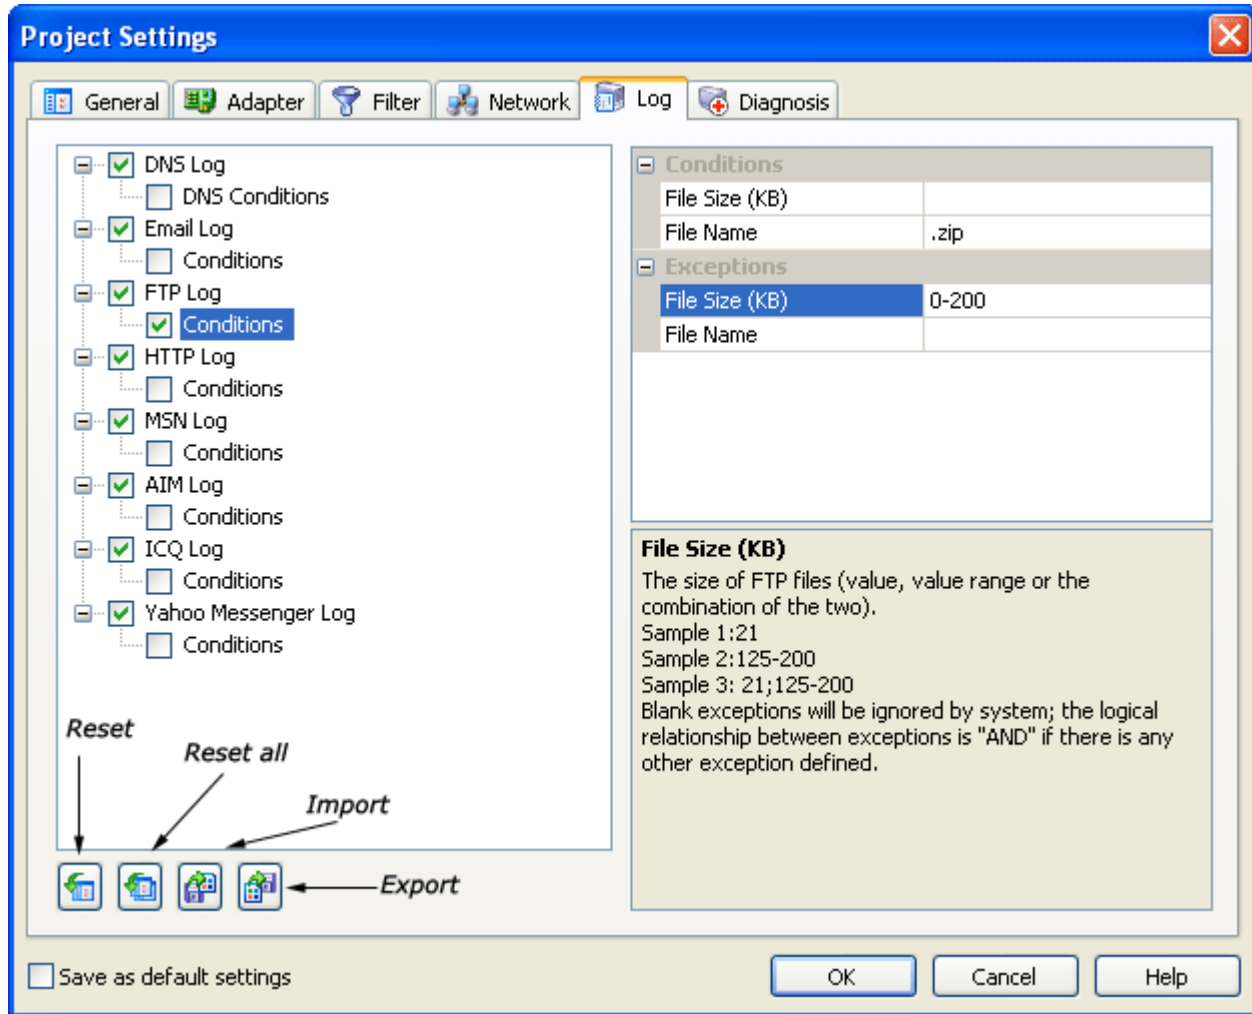 Project Settings
General Adapter Filter Network Log Diagnosis
DNS Log
DNS Conditions
Email Log
Conditions
FTP Log
Conditions
HTTP Log
Conditions
MSN Log
Conditions
AIM Log
Conditions
ICQ Log
Conditions
Yahoo Messenger Log
Conditions
Reset
Reset all
Import
Export
Conditions
File Size (KB)
File Name .zip
Exceptions
File Size (KB) 0-200
File Name
File Size (KB)
The size of FTP files (value, value range or the
combination of the two).
Sample 1:21
Sample 2:125-200
Sample 3: 21;125-200
Blank exceptions will be ignored by system; the logical
relationship between exceptions is "AND" if there is any
other exception defined.
Save as default settings
OK Cancel Help